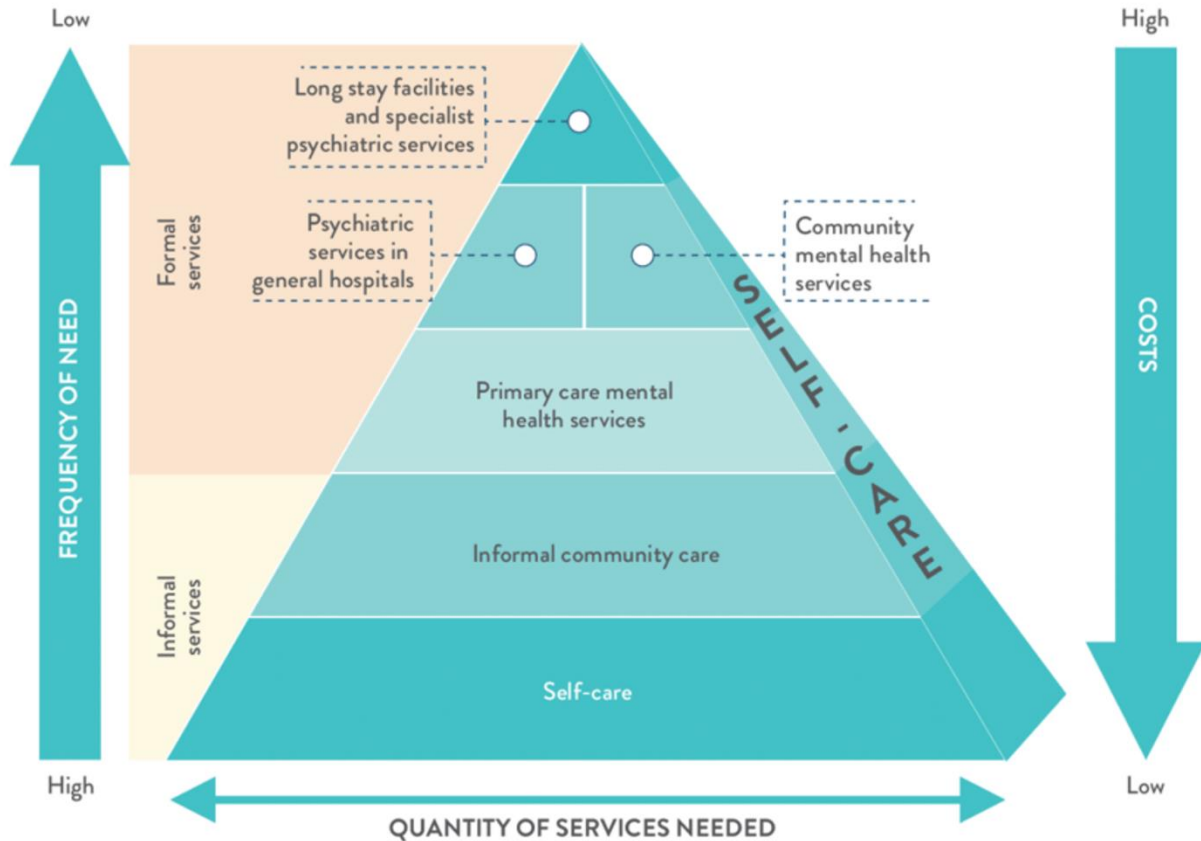 Low
High
Long stay facilities
and specialist
psychiatric services
Psychiatric
services in
general hospitals
Community
mental health
services
Formal
services
FREQUENCY OF NEED
SELF-CARE
COSTS
Primary care mental
health services
Informal community care
Informal
services
Self-care
High
Low
QUANTITY OF SERVICES NEEDED